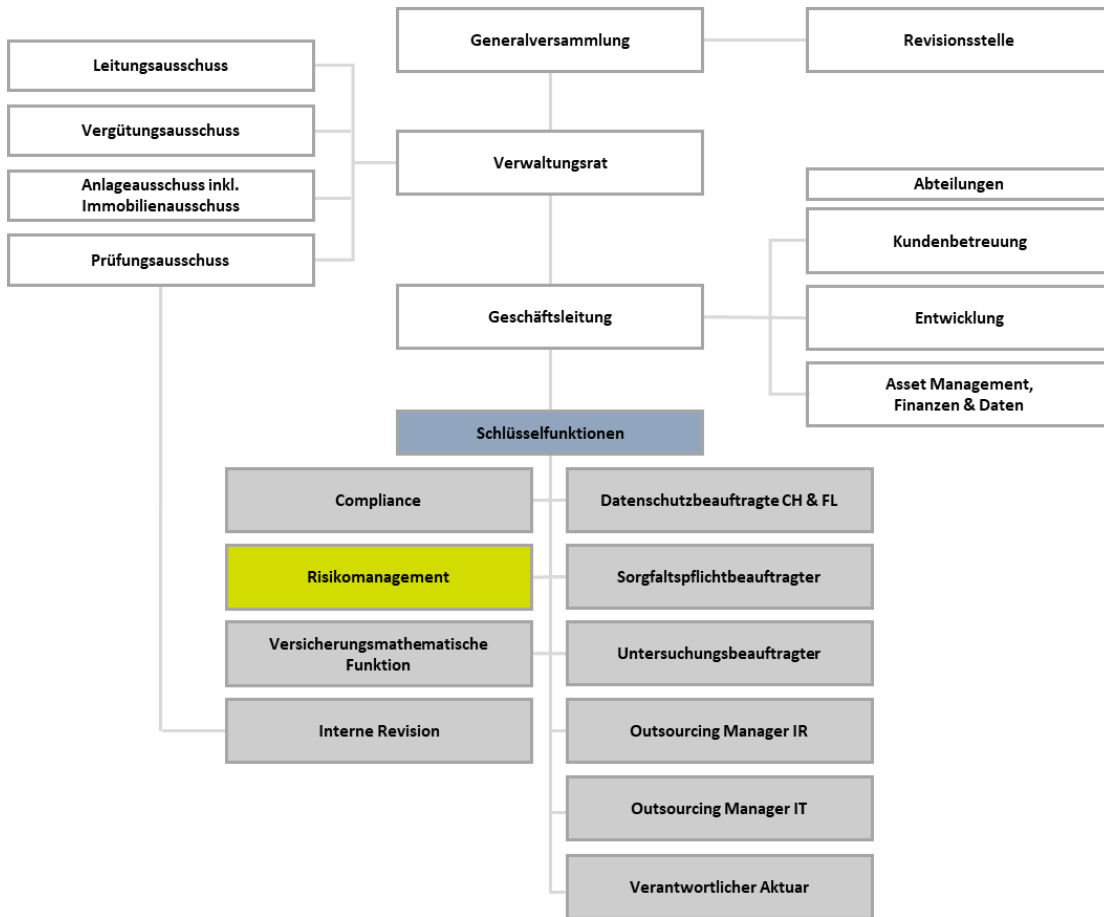 Generalversammlung
Revisionsstelle
Leitungsausschuss
Vergütungsausschuss
Verwaltungsrat
Anlageausschuss inkl.
Immobilienausschuss
Prüfungsausschuss
Abteilungen
Kundenbetreuung
Geschäftsleitung
Entwicklung
Asset Management,
Finanzen & Daten
Schlüsselfunktionen
Compliance
Datenschutzbeauftragte CH & FL
Risikomanagement
Sorgfaltspflichtbeauftragter
Versicherungsmathematische
Funktion
Untersuchungsbeauftragter
Interne Revision
Outsourcing Manager IR
Outsourcing Manager IT
Verantwortlicher Aktuar